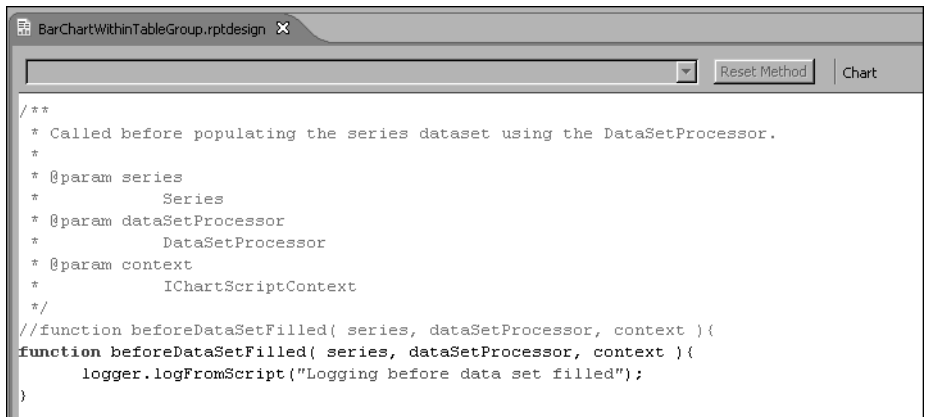 BarChartWithinTableGroup.rptdesign
Reset Method Chart
/**
 * Called before populating the series dataset using the DataSetProcessor.
 *
 * @param series
 *            Series
 * @param dataSetProcessor
 *            DataSetProcessor
 * @param context
 *            IChartScriptContext
 */
//function beforeDataSetFilled( series, dataSetProcessor, context ){
function beforeDataSetFilled( series, dataSetProcessor, context ){
      logger.logFromScript("Logging before data set filled");
}